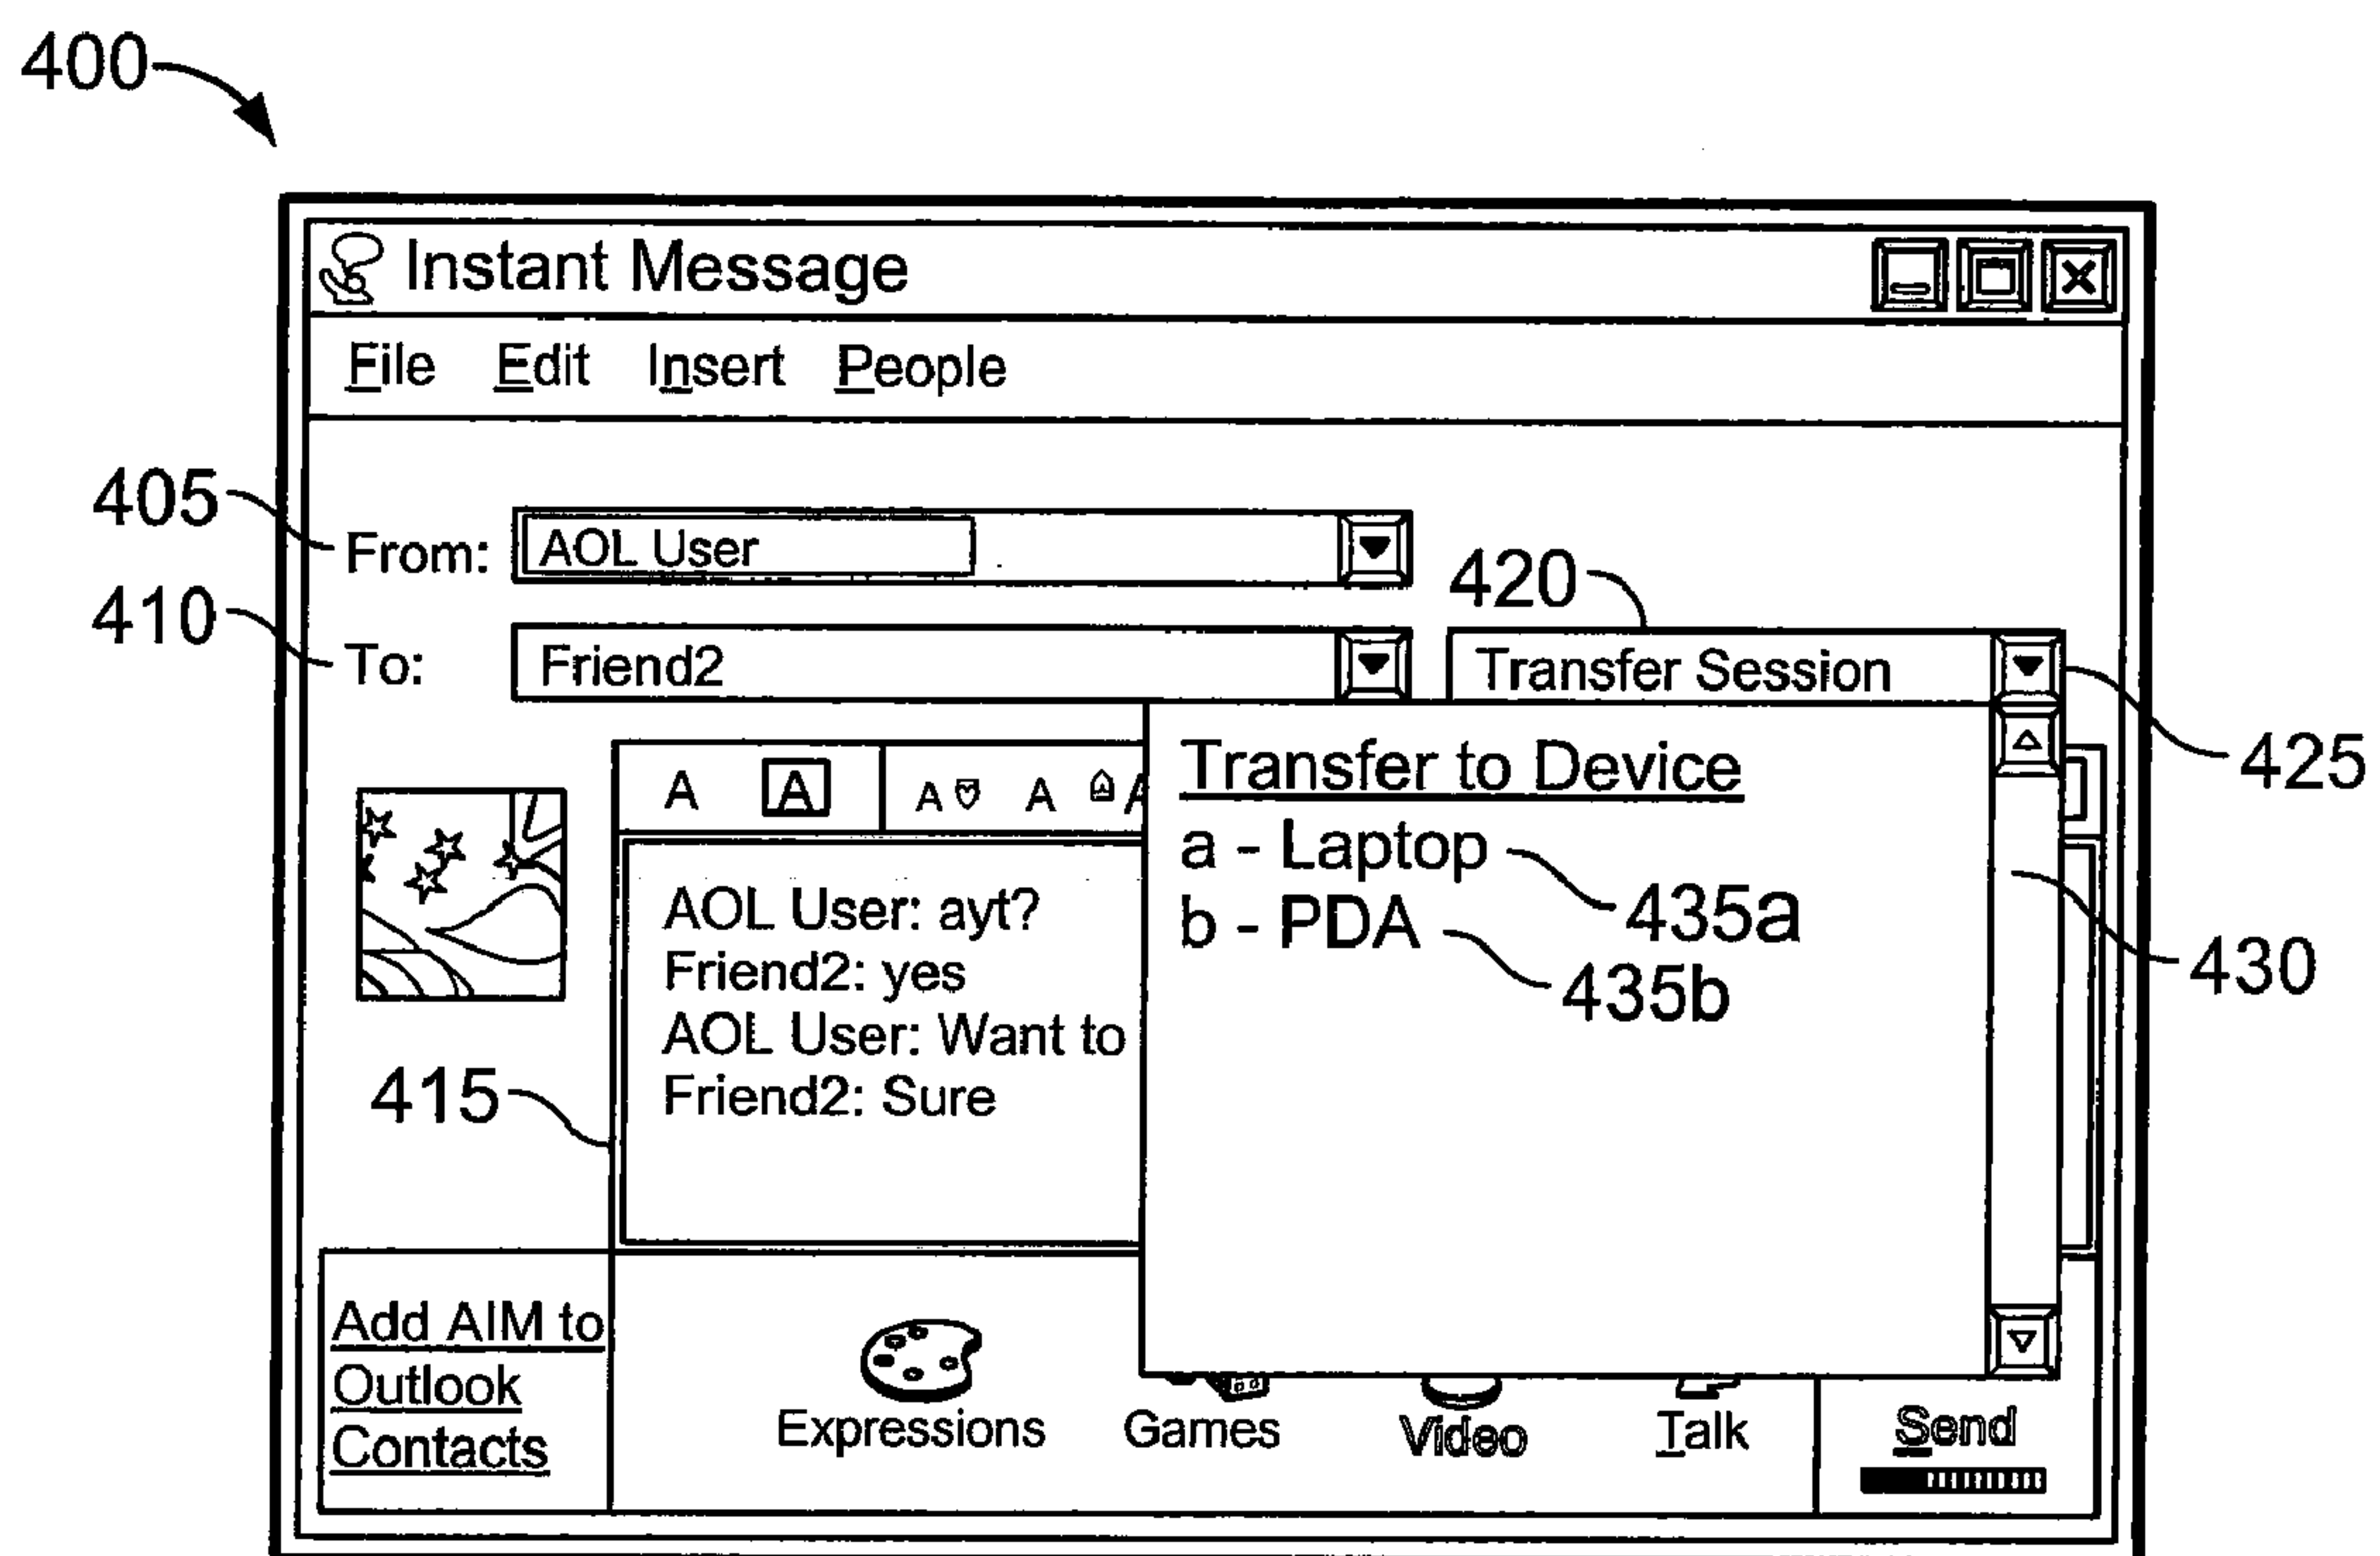 400
Instant Message
File Edit Insert People
405
From: AOL User
420
410
To: Friend2
Transfer Session
425
A A A A A
Transfer to Device
a - Laptop
435a
b - PDA
435b
430
AOL User: ayt?
Friend2: yes
AOL User: Want to
Friend2: Sure
415
Add AIM to
Outlook
Contacts
Expressions Games Video Talk Send